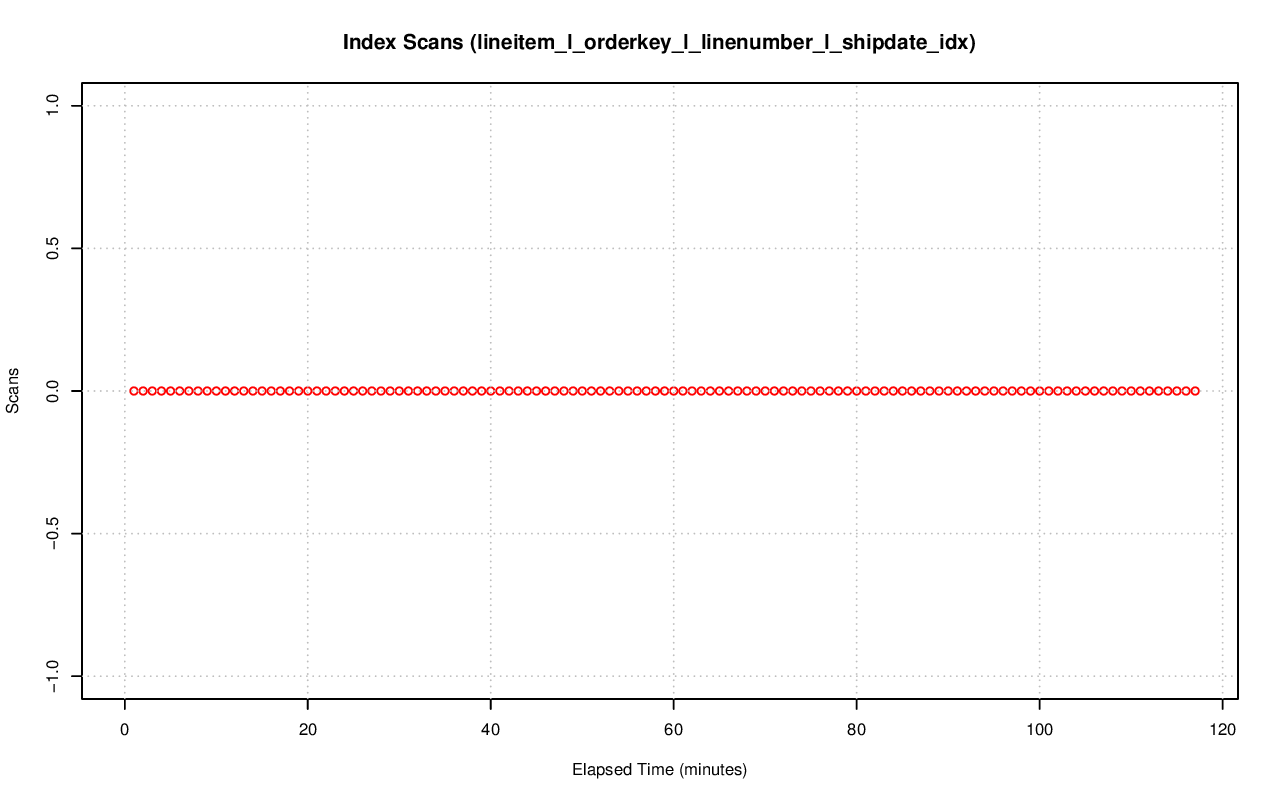 Index Scans (lineitem_l_orderkey_l_linenumber_l_shipdate_idx)
1.0
0.5
0.0
−0.5
−1.0
Scans
0 20 40 60 80 100 120
Elapsed Time (minutes)